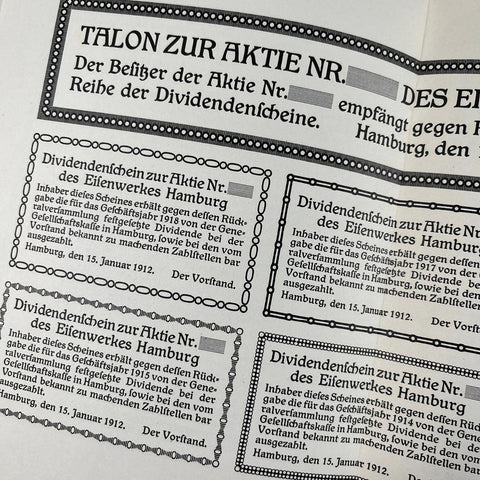 TALON ZUR AKTIE NR. DES EI
Der Beſitzer der Aktie Nr. empfängt gegen
Reihe der Dividendenſcheine. Hamburg, den
Dividendenſchein zur Aktie Nr.
des Eiſenwerkes Hamburg
Inhaber dieſes Scheines erhält gegen deſſen Rück-
gabe die für das Geſchäftsjahr 1918 von der Gene-
ralverſammlung feſtgeſetzte Dividende bei der
Geſellſchaftskaſſe in Hamburg, ſowie bei den vom
Vorſtand bekannt zu machenden Zahlſtellen bar
ausgezahlt.
Hamburg, den 15. Januar 1912. Der Vorſtand.
Dividendenſchein zur Aktie Nr.
des Eiſenwerkes Hamburg
Inhaber dieſes Scheines erhält gegen deſſen Rück-
gabe die für das Geſchäftsjahr 1917 von der Gene-
ralverſammlung feſtgeſetzte Dividende bei
Geſellſchaftskaſſe in Hamburg, ſowie bei den
Vorſtand bekannt zu machenden Zahlſtellen
ausgezahlt.
Hamburg, den 15. Januar 1912. Der Vorſtand.
Dividendenſchein zur Aktie Nr.
des Eiſenwerkes Hamburg
Inhaber dieſes Scheines erhält gegen deſſen Rück-
gabe die für das Geſchäftsjahr 1915 von der Gene-
ralverſammlung feſtgeſetzte Dividende bei der
Geſellſchaftskaſſe in Hamburg, ſowie bei den vom
Vorſtand bekannt zu machenden Zahlſtellen bar
ausgezahlt.
Hamburg, den 15. Januar 1912. Der Vorſtand.
Dividendenſchein zur Aktie Nr.
des Eiſenwerkes Hamburg
Inhaber dieſes Scheines erhält gegen deſſen Rück-
gabe die für das Geſchäftsjahr 1914 von der Gene-
ralverſammlung feſtgeſetzte Dividende bei der
Geſellſchaftskaſſe in Hamburg, ſowie bei den vom
Vorſtand bekannt zu machenden Zahlſtellen bar
ausgezahlt.
Hamburg, den 15. Januar 1912. Der Vorſtand.